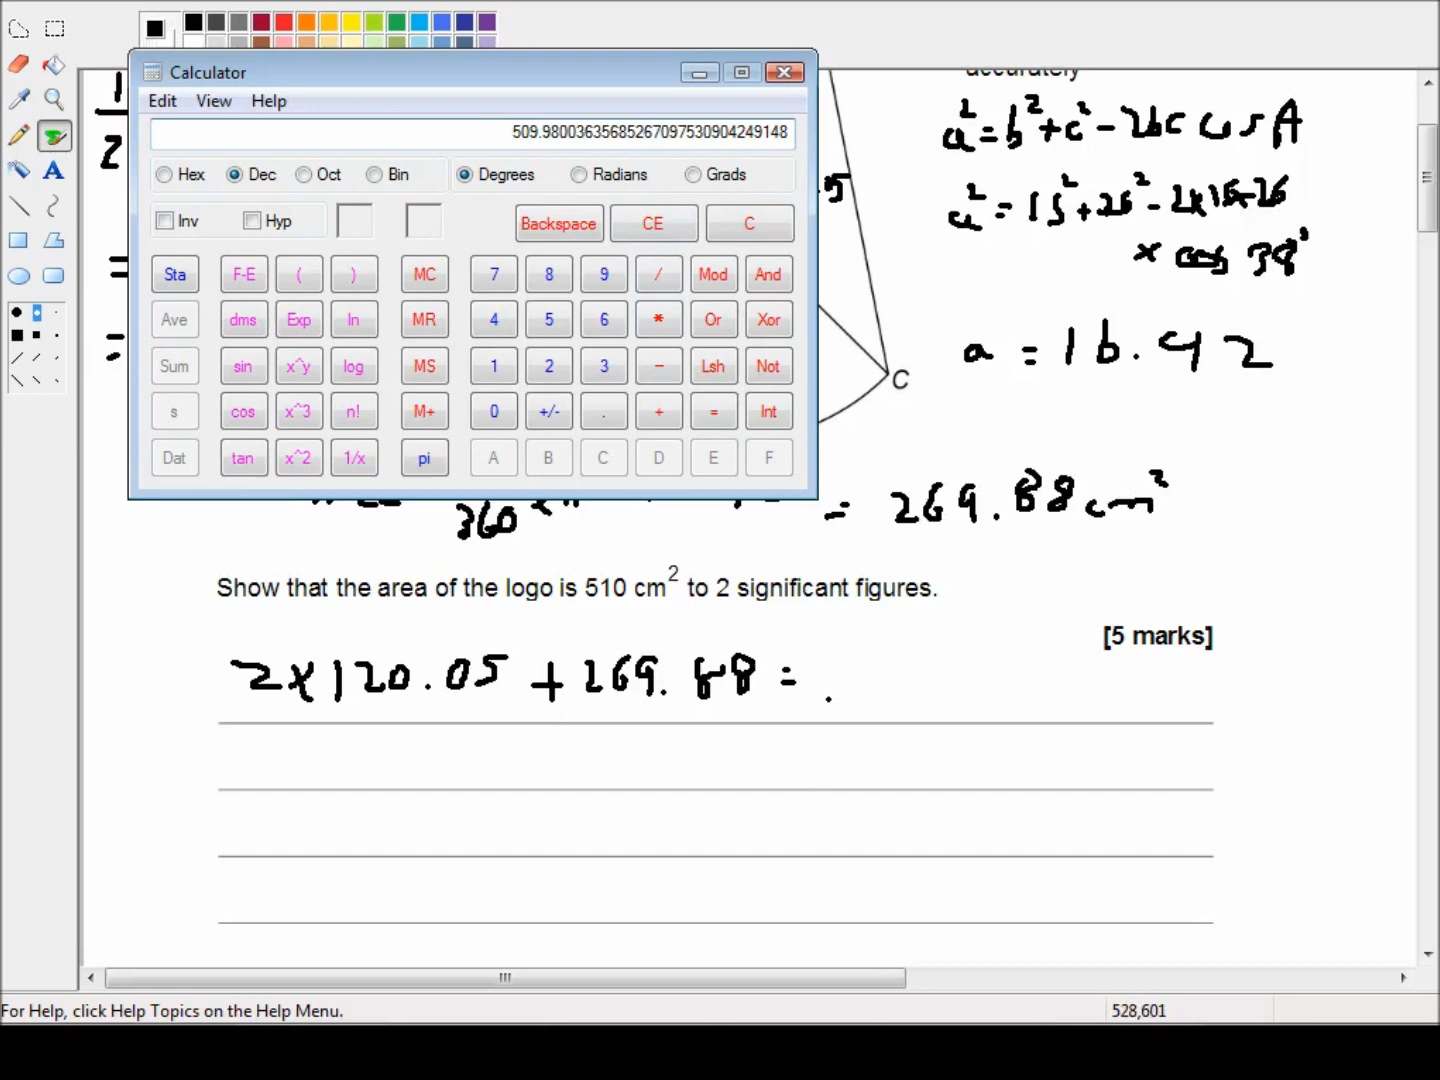 Calculator
Edit View Help
509.98003635685267097530904249148
Hex Dec Oct Bin Degrees Radians Grads
Inv Hyp Backspace CE C
Sta F-E ( ) MC 7 8 9 / Mod And
Ave dms Exp ln MR 4 5 6 * Or Xor
Sum sin x^y log MS 1 2 3 - Lsh Not
s cos x^3 n! M+ 0 +/- . + = Int
Dat tan x^2 1/x pi A B C D E F
1
2
=
=
5
C
accurately
a² = b² + c² - 2bc cos A
a² = 15² + 26² - 2x15x26
x cos 38°
a = 16.42
360
= 269.88 cm²
Show that the area of the logo is 510 cm² to 2 significant figures.
[5 marks]
2 x 120.05 + 269.88 =
For Help, click Help Topics on the Help Menu.
528,601